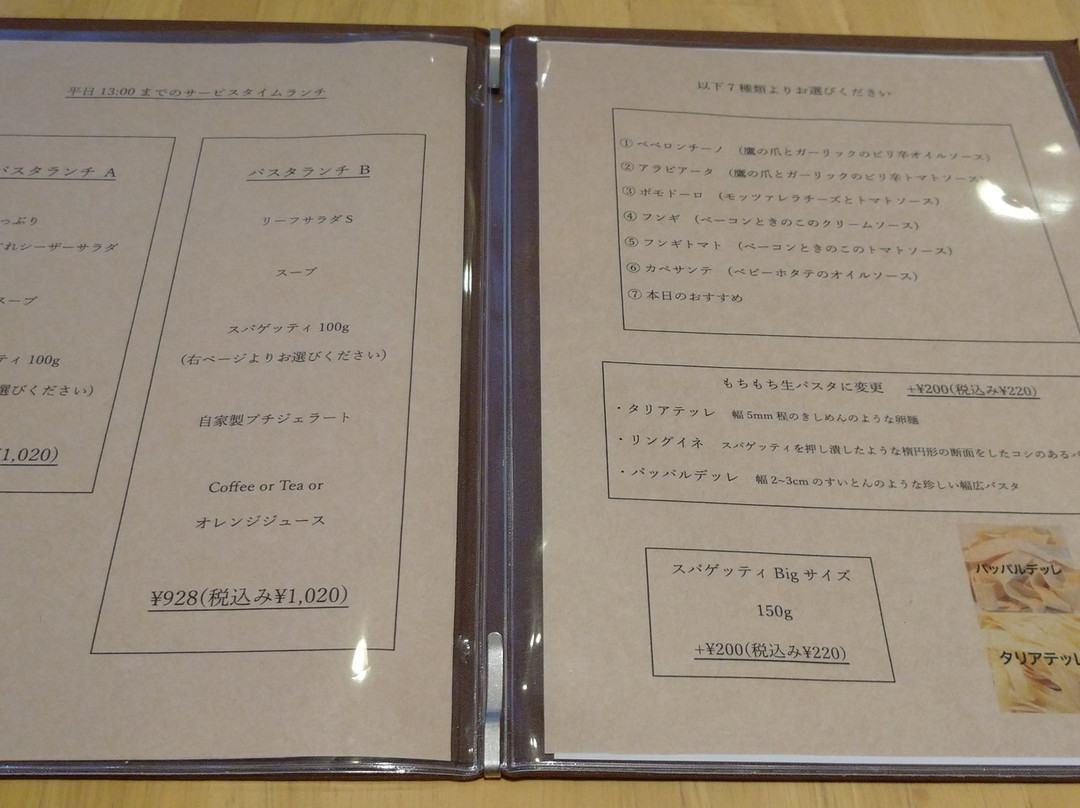 平日 13:00 までのサービスタイムランチ
パスタランチ A
っぷり
れシーザーサラダ
スープ
ティ 100g
選びください)
1,020)
パスタランチ B
リーフサラダ S
スープ
スパゲッティ 100g
(右ページよりお選びください)
自家製プチジェラート
Coffee or Tea or
オレンジジュース
¥928(税込み¥1,020)
以下 7 種類よりお選びください
① ペペロンチーノ (鷹の爪とガーリックのピリ辛オイルソース)
② アラビアータ (鷹の爪とガーリックのピリ辛トマトソース)
③ ポモドーロ (モッツァレラチーズとトマトソース)
④ フンギ (ベーコンときのこのクリームソース)
⑤ フンギトマト (ベーコンときのこのトマトソース)
⑥ カペサンテ (ベビーホタテのオイルソース)
⑦ 本日のおすすめ
もちもち生パスタに変更 +¥200(税込み¥220)
・タリアテッレ 幅 5mm 程のきしめんのような卵麺
・リングイネ スパゲッティを押し潰したような楕円形の断面をしたコシのある
・パッパルデッレ 幅 2~3cm のすいとんのような珍しい幅広パスタ
スパゲッティ Big サイズ
150g
+¥200(税込み¥220)
パッパルデッレ
タリアテッレ